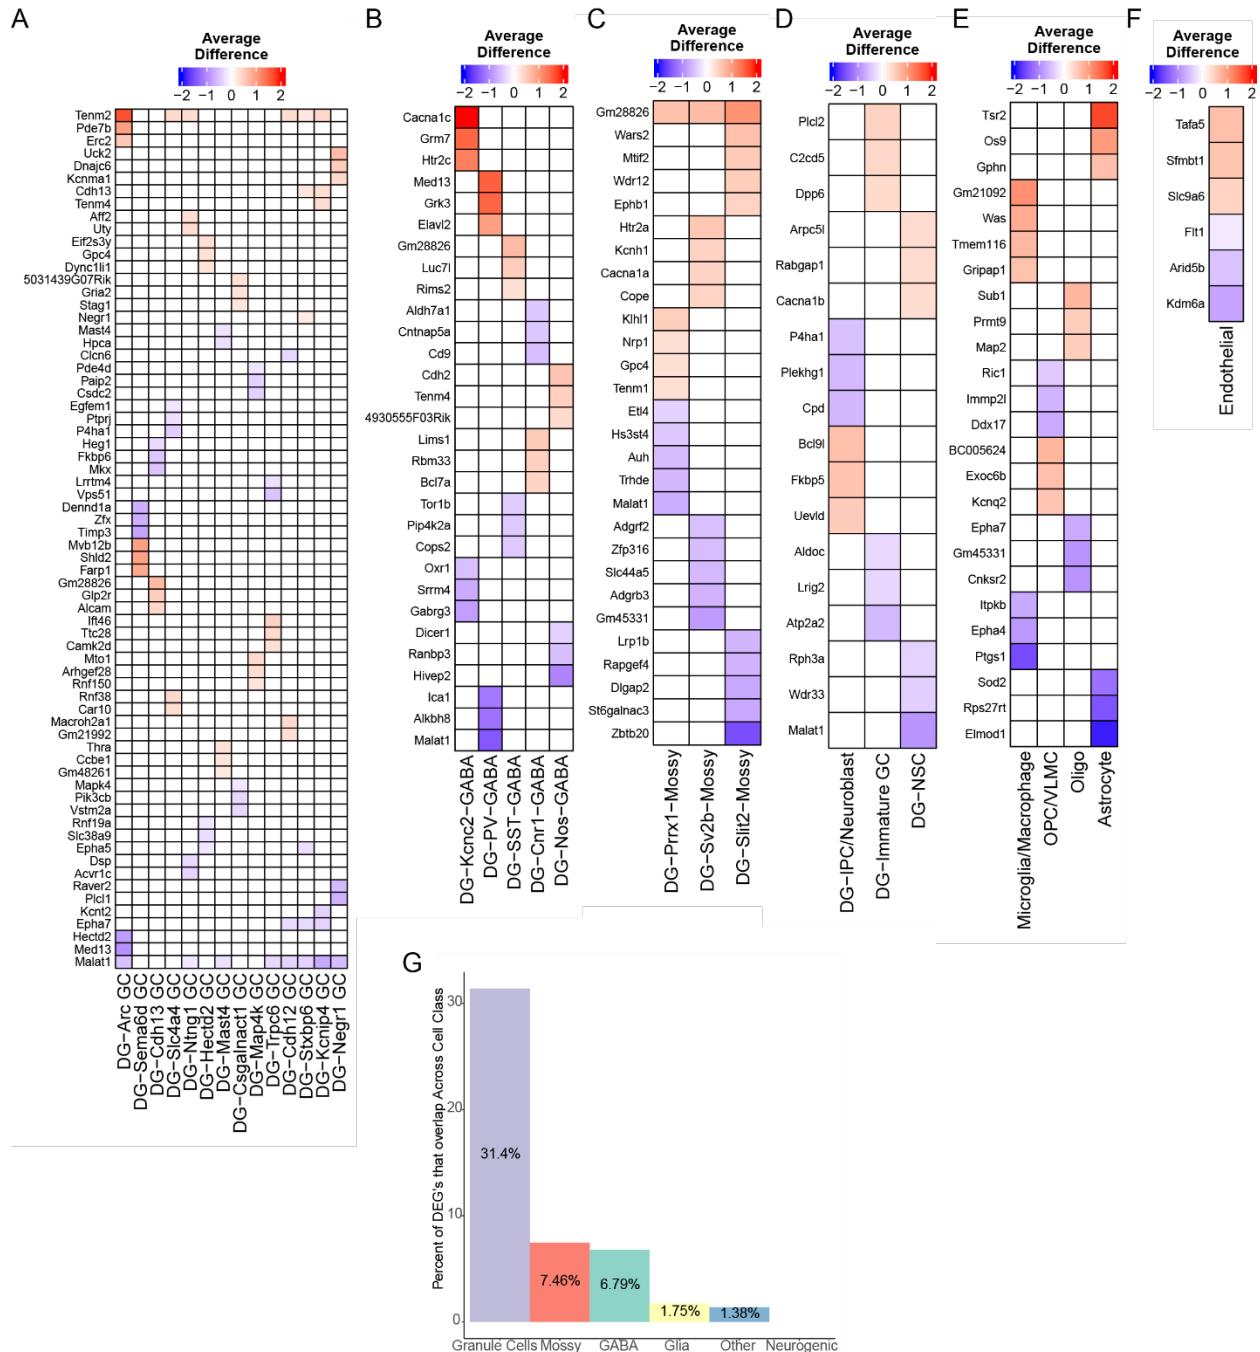 A
Average
Difference
−2 −1 0 1 2
Tenm2
Pde7b
Erc2
Uck2
Dnajc6
Kcnma1
Cdh13
Tenm4
Aff2
Uty
Eif2s3y
Gpc4
Dync1li1
5031439G07Rik
Gria2
Stag1
Negr1
Mast4
Hpca
Clcn6
Pde4d
Paip2
Csdc2
Egfem1
Ptprj
P4ha1
Heg1
Fkbp6
Mkx
Lrrtm4
Vps51
Dennd1a
Zfx
Timp3
Mvb12b
Shld2
Farp1
Gm28826
Glp2r
Alcam
Ift46
Ttc28
Camk2d
Mto1
Arhgef28
Rnf150
Rnf38
Car10
Macroh2a1
Gm21992
Thra
Ccbe1
Gm48261
Mapk4
Pik3cb
Vstm2a
Rnf19a
Slc38a9
Epha5
Dsp
Acvr1c
Raver2
Plcl1
Kcnt2
Epha7
Hectd2
Med13
Malat1
DG−Arc GC
DG−Sema6d GC
DG−Cdh13 GC
DG−Slc4a4 GC
DG−Ntng1 GC
DG−Hectd2 GC
DG−Mast4 GC
DG−Csgalnact1 GC
DG−Map4k GC
DG−Trpc6 GC
DG−Cdh12 GC
DG−Stxbp6 GC
DG−Kcnip4 GC
DG−Negr1 GC
B
Average
Difference
−2 −1 0 1 2
Cacna1c
Grm7
Htr2c
Med13
Grk3
Elavl2
Gm28826
Luc7l
Rims2
Aldh7a1
Cntnap5a
Cd9
Cdh2
Tenm4
4930555F03Rik
Lims1
Rbm33
Bcl7a
Tor1b
Pip4k2a
Cops2
Oxr1
Srrm4
Gabrg3
Dicer1
Ranbp3
Hivep2
Ica1
Alkbh8
Malat1
DG−Kcnc2−GABA
DG−PV−GABA
DG−SST−GABA
DG−Cnr1−GABA
DG−Nos−GABA
C
Average
Difference
−2 −1 0 1 2
Gm28826
Wars2
Mtif2
Wdr12
Ephb1
Htr2a
Kcnh1
Cacna1a
Cope
Klhl1
Nrp1
Gpc4
Tenm1
Etl4
Hs3st4
Auh
Trhde
Malat1
Adgrf2
Zfp316
Slc44a5
Adgrb3
Gm45331
Lrp1b
Rapgef4
Dlgap2
St6galnac3
Zbtb20
DG−Prrx1−Mossy
DG−Sv2b−Mossy
DG−Slit2−Mossy
D
Average
Difference
−2 −1 0 1 2
Plcl2
C2cd5
Dpp6
Arpc5l
Rabgap1
Cacna1b
P4ha1
Plekhg1
Cpd
Bcl9l
Fkbp5
Uevld
Aldoc
Lrig2
Atp2a2
Rph3a
Wdr33
Malat1
DG−IPC/Neuroblast
DG−Immature GC
DG−NSC
E
Average
Difference
−2 −1 0 1 2
Tsr2
Os9
Gphn
Gm21092
Was
Tmem116
Gripap1
Sub1
Prmt9
Map2
Ric1
Immp2l
Ddx17
BC005624
Exoc6b
Kcnq2
Epha7
Gm45331
Cnksr2
Itpkb
Epha4
Ptgs1
Sod2
Rps27rt
Elmod1
Microglia/Macrophage
OPC/VLMC
Oligo
Astrocyte
F
Average
Difference
−2 −1 0 1 2
Tafa5
Sfmbt1
Slc9a6
Flt1
Arid5b
Kdm6a
Endothelial
G
Percent of DEG's that overlap Across Cell Class
30
20
10
0
31.4%
7.46%
6.79%
1.75%
1.38%
Granule Cells Mossy GABA Glia Other Neurogenic